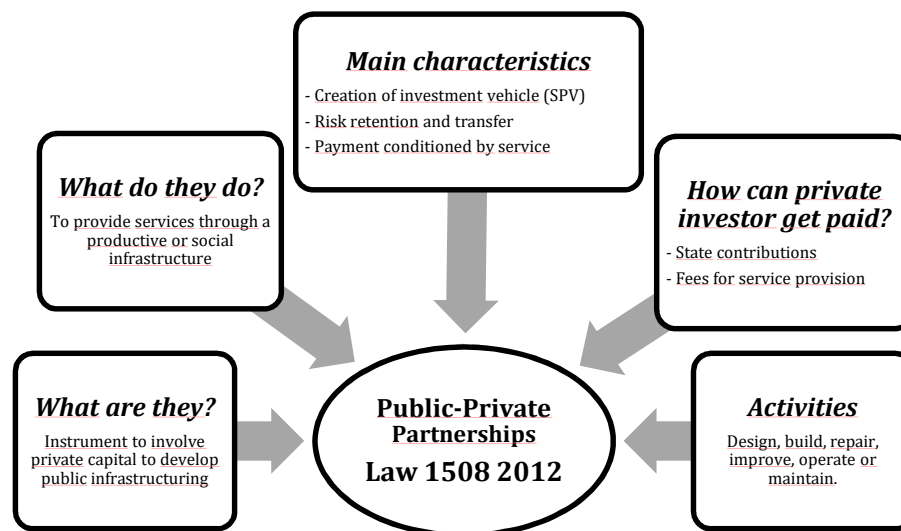 Main characteristics
- Creation of investment vehicle (SPV)
- Risk retention and transfer
- Payment conditioned by service
What do they do?
To provide services through a
productive or social
infrastructure
How can private
investor get paid?
- State contributions
- Fees for service provision
What are they?
Instrument to involve
private capital to develop
public infrastructuring
Public-Private
Partnerships
Law 1508 2012
Activities
Design, build, repair,
improve, operate or
maintain.